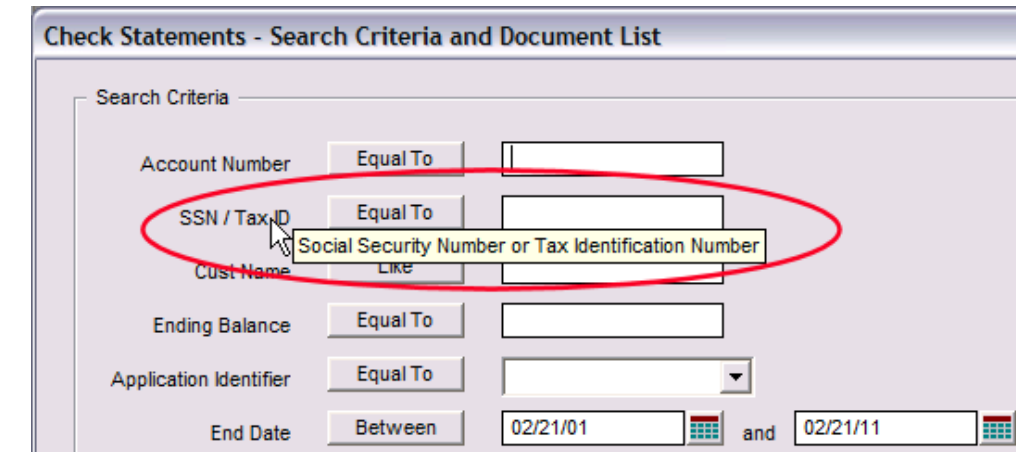 Check Statements - Search Criteria and Document List
Search Criteria
Account Number Equal To
SSN / Tax ID Equal To
Social Security Number or Tax Identification Number
Cust Name Like
Ending Balance Equal To
Application Identifier Equal To
End Date Between 02/21/01 and 02/21/11